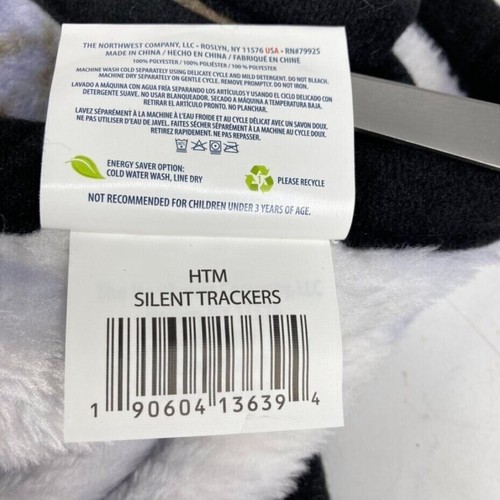 THE NORTHWEST COMPANY, LLC - ROSLYN, NY 11576 USA - RN#79925
MADE IN CHINA / HECHO EN CHINA / FABRIQUÉ EN CHINE
100% POLYESTER / 100% POLIESTER / 100 % POLYESTER
MACHINE WASH COLD SEPARATELY USING DELICATE CYCLE AND MILD DETERGENT. DO NOT BLEACH.
MACHINE DRY SEPARATELY ON GENTLE CYCLE. REMOVE PROMPTLY. DO NOT IRON.
LAVADO A MÁQUINA CON AGUA FRÍA SEPARANDO LOS ARTÍCULOS Y USANDO EL CICLO DELICADO CON
DETERGENTE SUAVE. NO USAR BLANQUEADOR. SECADO A MÁQUINA A TEMPERATURA BAJA.
RETIRAR EL ARTÍCULO PRONTO. NO PLANCHAR.
LAVEZ SÉPARÉMENT À LA MACHINE À L'EAU FROIDE ET AU CYCLE DÉLICAT AVEC UN SAVON DOUX.
NE PAS UTILISER D'EAU DE JAVEL. FAITES SÉCHER SÉPARÉMENT À LA MACHINE AU CYCLE DOUX.
RETIREZ RAPIDEMENT. NE PAS REPASSER.
ENERGY SAVER OPTION:
COLD WATER WASH, LINE DRY
PLEASE RECYCLE
NOT RECOMMENDED FOR CHILDREN UNDER 3 YEARS OF AGE.
HTM
SILENT TRACKERS
1 90604 13639 4